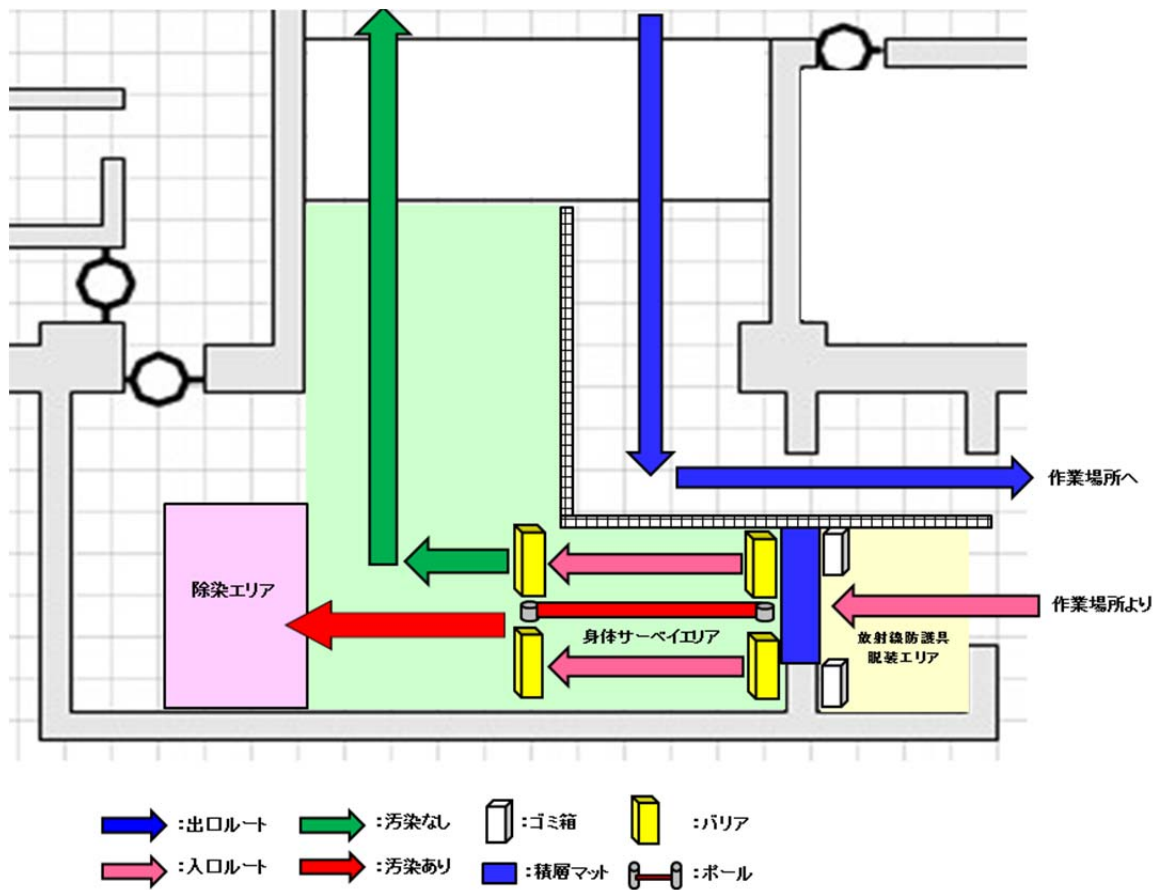 作業場所へ
除染エリア
作業場所より
身体サーベイエリア
放射線防護具
脱装エリア
:出口ルート
:汚染なし
:ゴミ箱
:バリア
:入口ルート
:汚染あり
:積層マット
:ポール